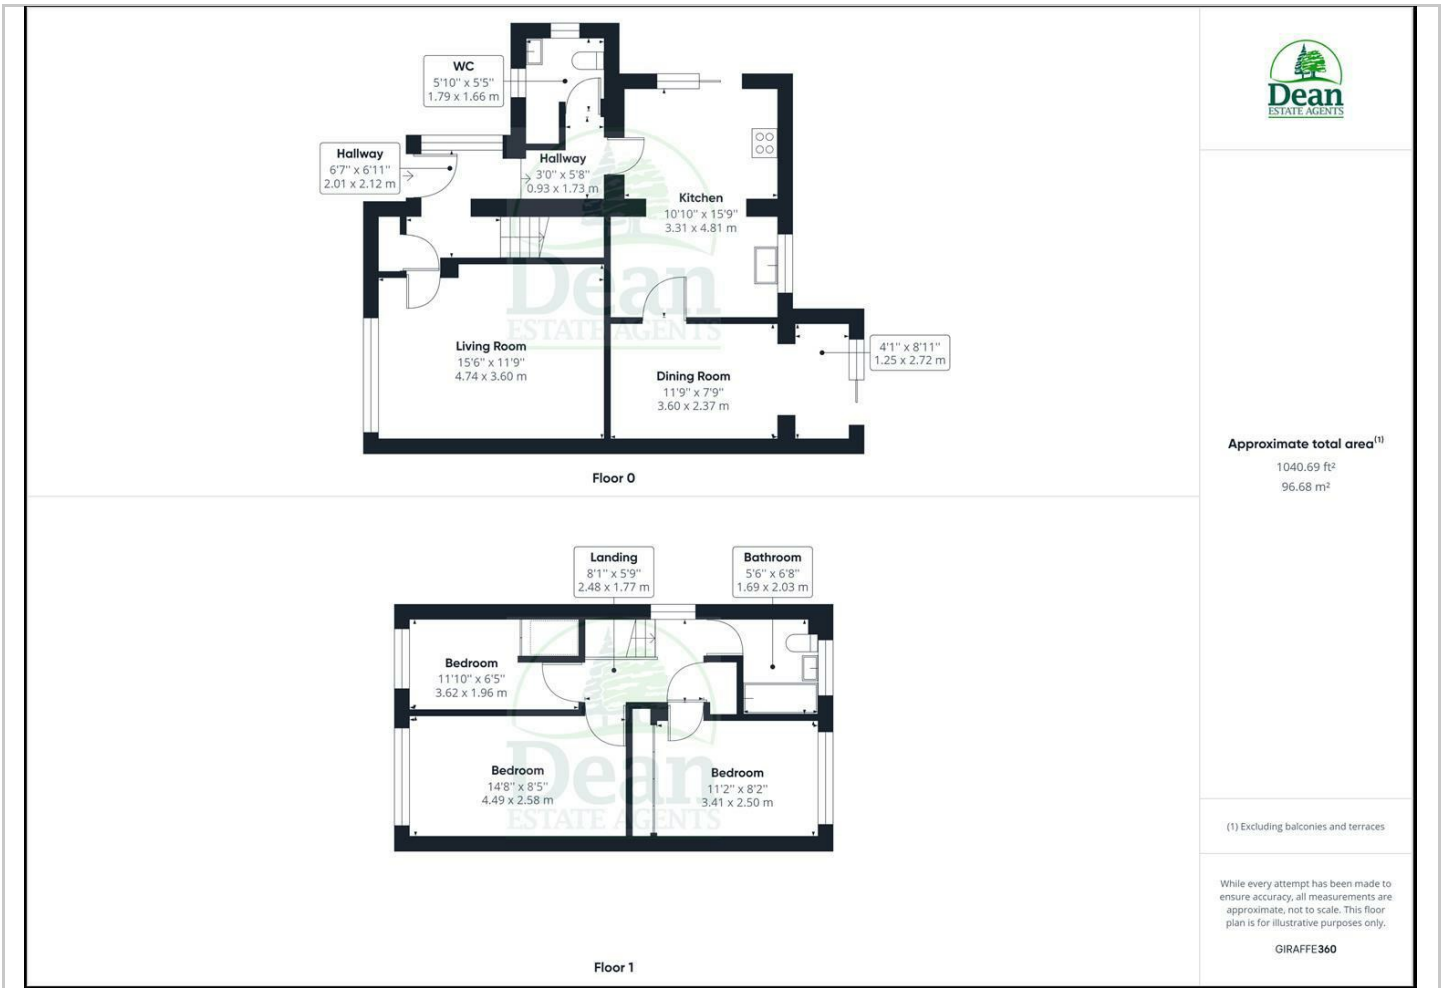 WC
5'10" x 5'5"
1.79 x 1.66 m
Hallway
6'7" x 6'11"
2.01 x 2.12 m
Hallway
3'0" x 5'8"
0.93 x 1.73 m
Kitchen
10'10" x 15'9"
3.31 x 4.81 m
Living Room
15'6" x 11'9"
4.74 x 3.60 m
Dining Room
11'9" x 7'9"
3.60 x 2.37 m
4'1" x 8'11"
1.25 x 2.72 m
Dean
ESTATE AGENTS
Floor 0
Landing
8'1" x 5'9"
2.48 x 1.77 m
Bathroom
5'6" x 6'8"
1.69 x 2.03 m
Bedroom
11'10" x 6'5"
3.62 x 1.96 m
Bedroom
14'8" x 8'5"
4.49 x 2.58 m
Bedroom
11'2" x 8'2"
3.41 x 2.50 m
Dean
ESTATE AGENTS
Floor 1
Dean
ESTATE AGENTS
Approximate total area(1)
1040.69 ft²
96.68 m²
(1) Excluding balconies and terraces
While every attempt has been made to
ensure accuracy, all measurements are
approximate, not to scale. This floor
plan is for illustrative purposes only.
GIRAFFE360